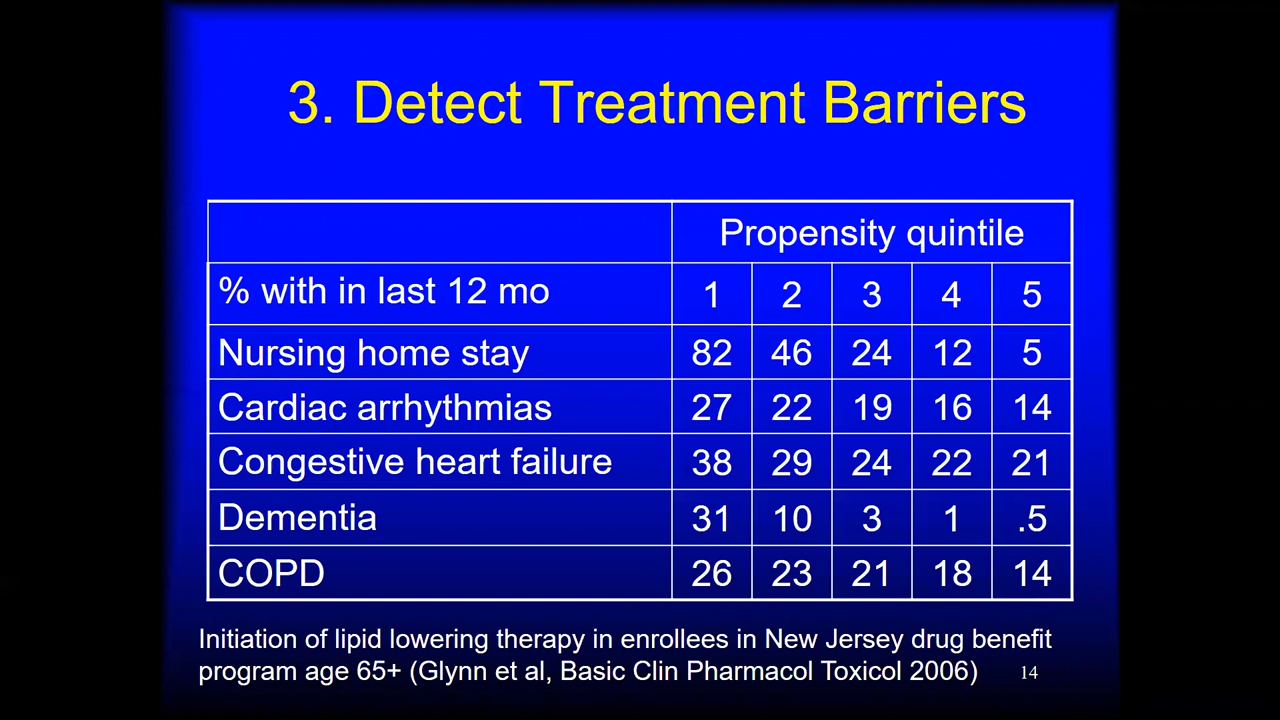 3. Detect Treatment Barriers
Propensity quintile
% with in last 12 mo 1 2 3 4 5
Nursing home stay 82 46 24 12 5
Cardiac arrhythmias 27 22 19 16 14
Congestive heart failure 38 29 24 22 21
Dementia 31 10 3 1 .5
COPD 26 23 21 18 14
Initiation of lipid lowering therapy in enrollees in New Jersey drug benefit
program age 65+ (Glynn et al, Basic Clin Pharmacol Toxicol 2006) 14